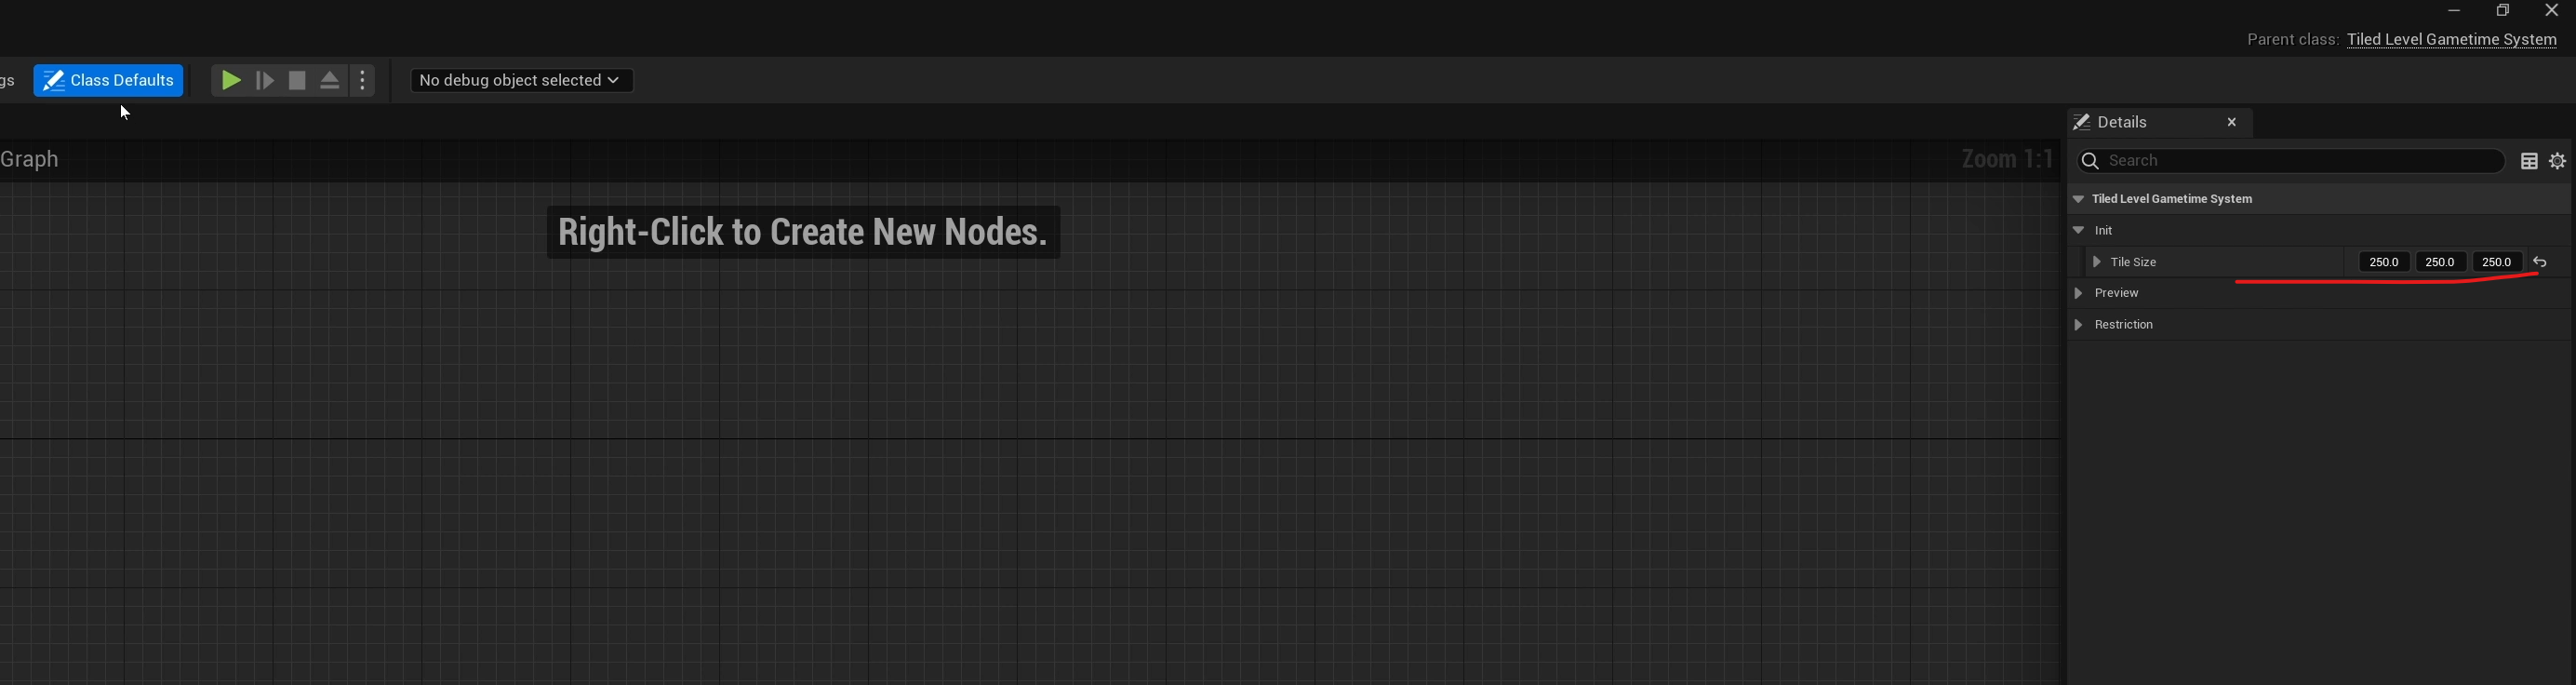 Parent class: Tiled Level Gametime System
gs Class Defaults No debug object selected
Details
Graph Zoom 1:1
Search
Right-Click to Create New Nodes.
Tiled Level Gametime System
Init
Tile Size 250.0 250.0 250.0
Preview
Restriction